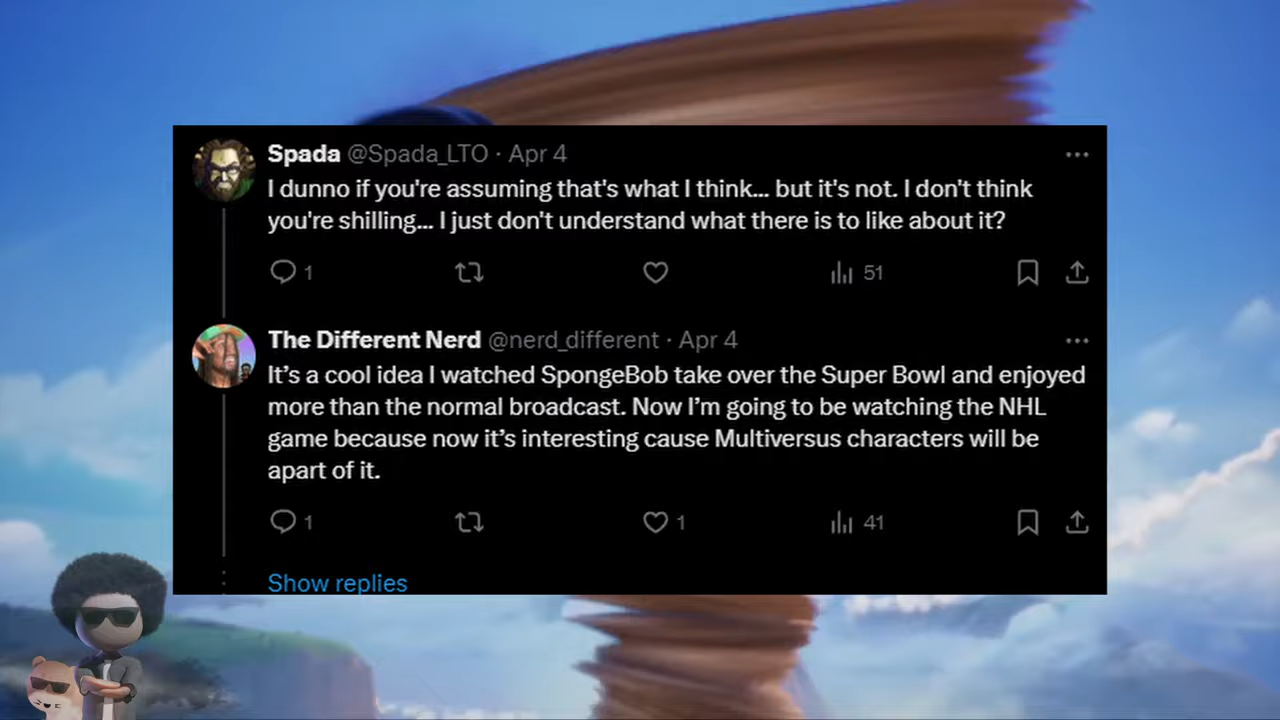 Spada @Spada_LTO · Apr 4
I dunno if you're assuming that's what I think... but it's not. I don't think
you're shilling... I just don't understand what there is to like about it?
1 51
The Different Nerd @nerd_different · Apr 4
It's a cool idea I watched SpongeBob take over the Super Bowl and enjoyed
more than the normal broadcast. Now I'm going to be watching the NHL
game because now it's interesting cause Multiversus characters will be
apart of it.
1 1 41
Show replies